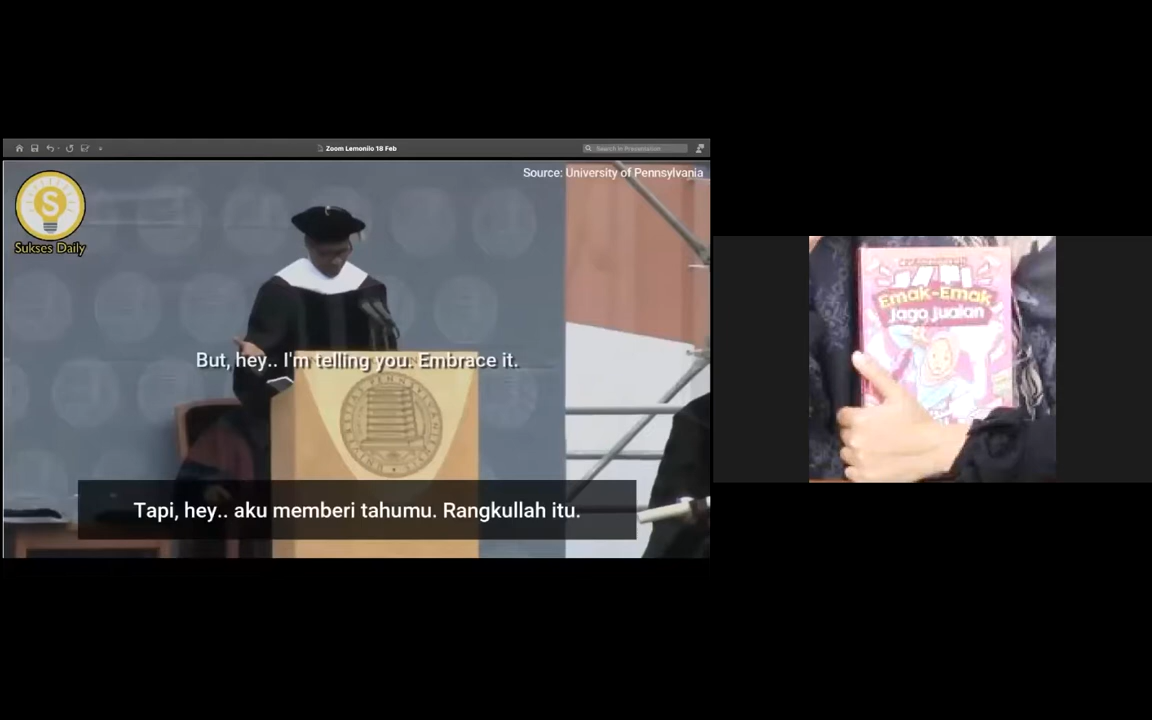 Zoom Lemonilo 18 Feb
Search in Presentation
Source: University of Pennsylvania
S
Sukses Daily
But, hey.. I'm telling you. Embrace it.
Tapi, hey.. aku memberi tahumu. Rangkullah itu.
Emak-Emak
Jago Jualan